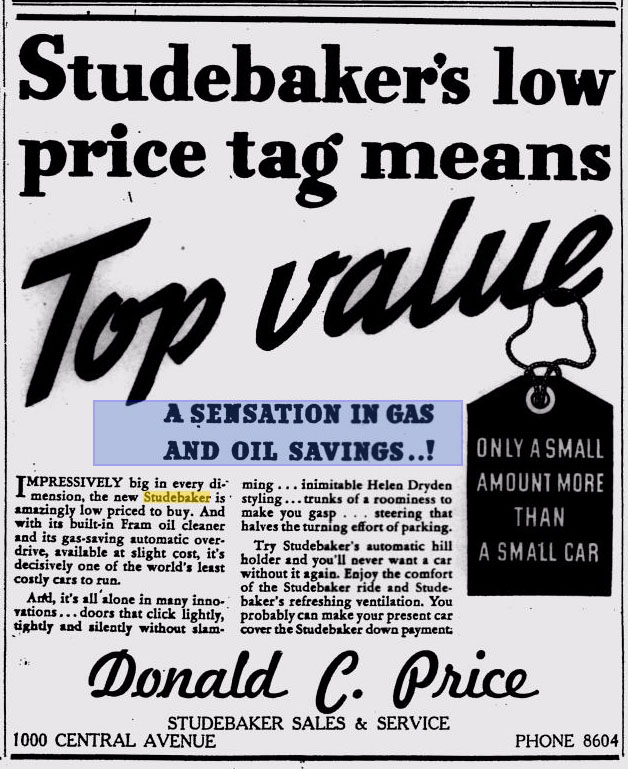 Studebaker's low
price tag means
Top value
A SENSATION IN GAS
AND OIL SAVINGS..!
ONLY A SMALL
AMOUNT MORE
THAN
A SMALL CAR
IMPRESSIVELY big in every di-
mension, the new Studebaker is
amazingly low priced to buy. And
with its built-in Fram oil cleaner
and its gas-saving automatic over-
drive, available at slight cost, it's
decisively one of the world's least
costly cars to run.
And, it's all alone in many inno-
vations...doors that click lightly,
tightly and silently without slam-
ming...inimitable Helen Dryden
styling...trunks of a roominess to
make you gasp . . . steering that
halves the turning effort of parking.
Try Studebaker's automatic hill
holder and you'll never want a car
without it again. Enjoy the comfort
of the Studebaker ride and Stude-
baker's refreshing ventilation. You
probably can make your present car
cover the Studebaker down payment.
Donald C. Price
STUDEBAKER SALES & SERVICE
1000 CENTRAL AVENUE
PHONE 8604